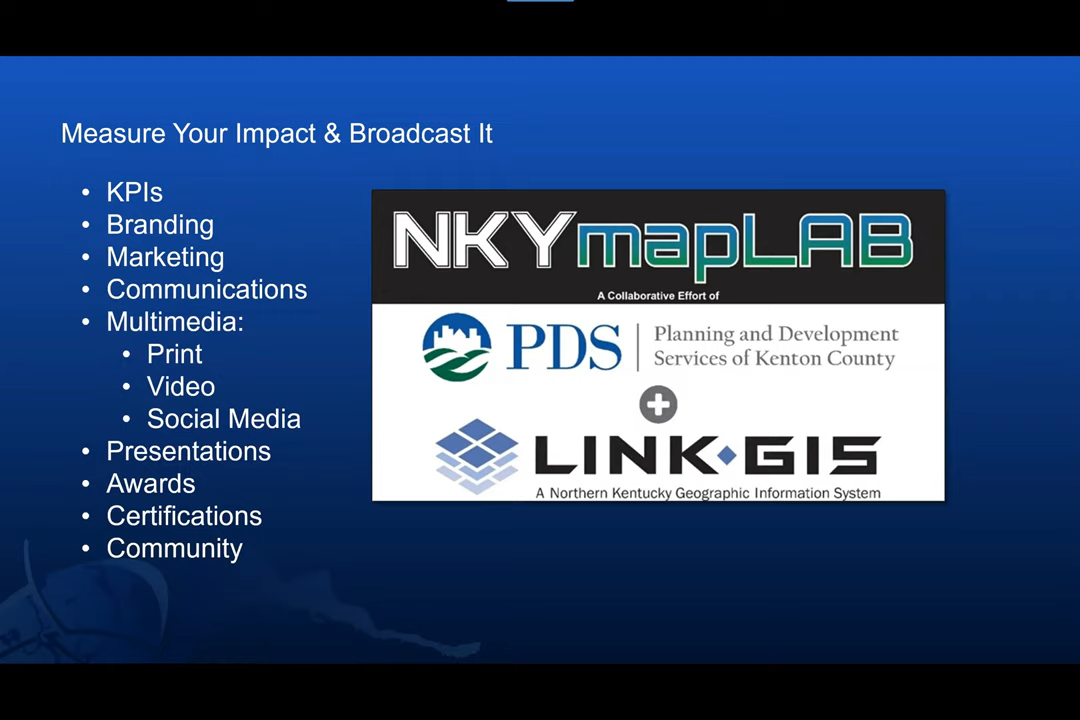 Measure Your Impact & Broadcast It
• KPIs
• Branding
• Marketing
• Communications
• Multimedia:
• Print
• Video
• Social Media
• Presentations
• Awards
• Certifications
• Community
NKYmapLAB
A Collaborative Effort of
PDS | Planning and Development
Services of Kenton County
LINK◆GIS
A Northern Kentucky Geographic Information System